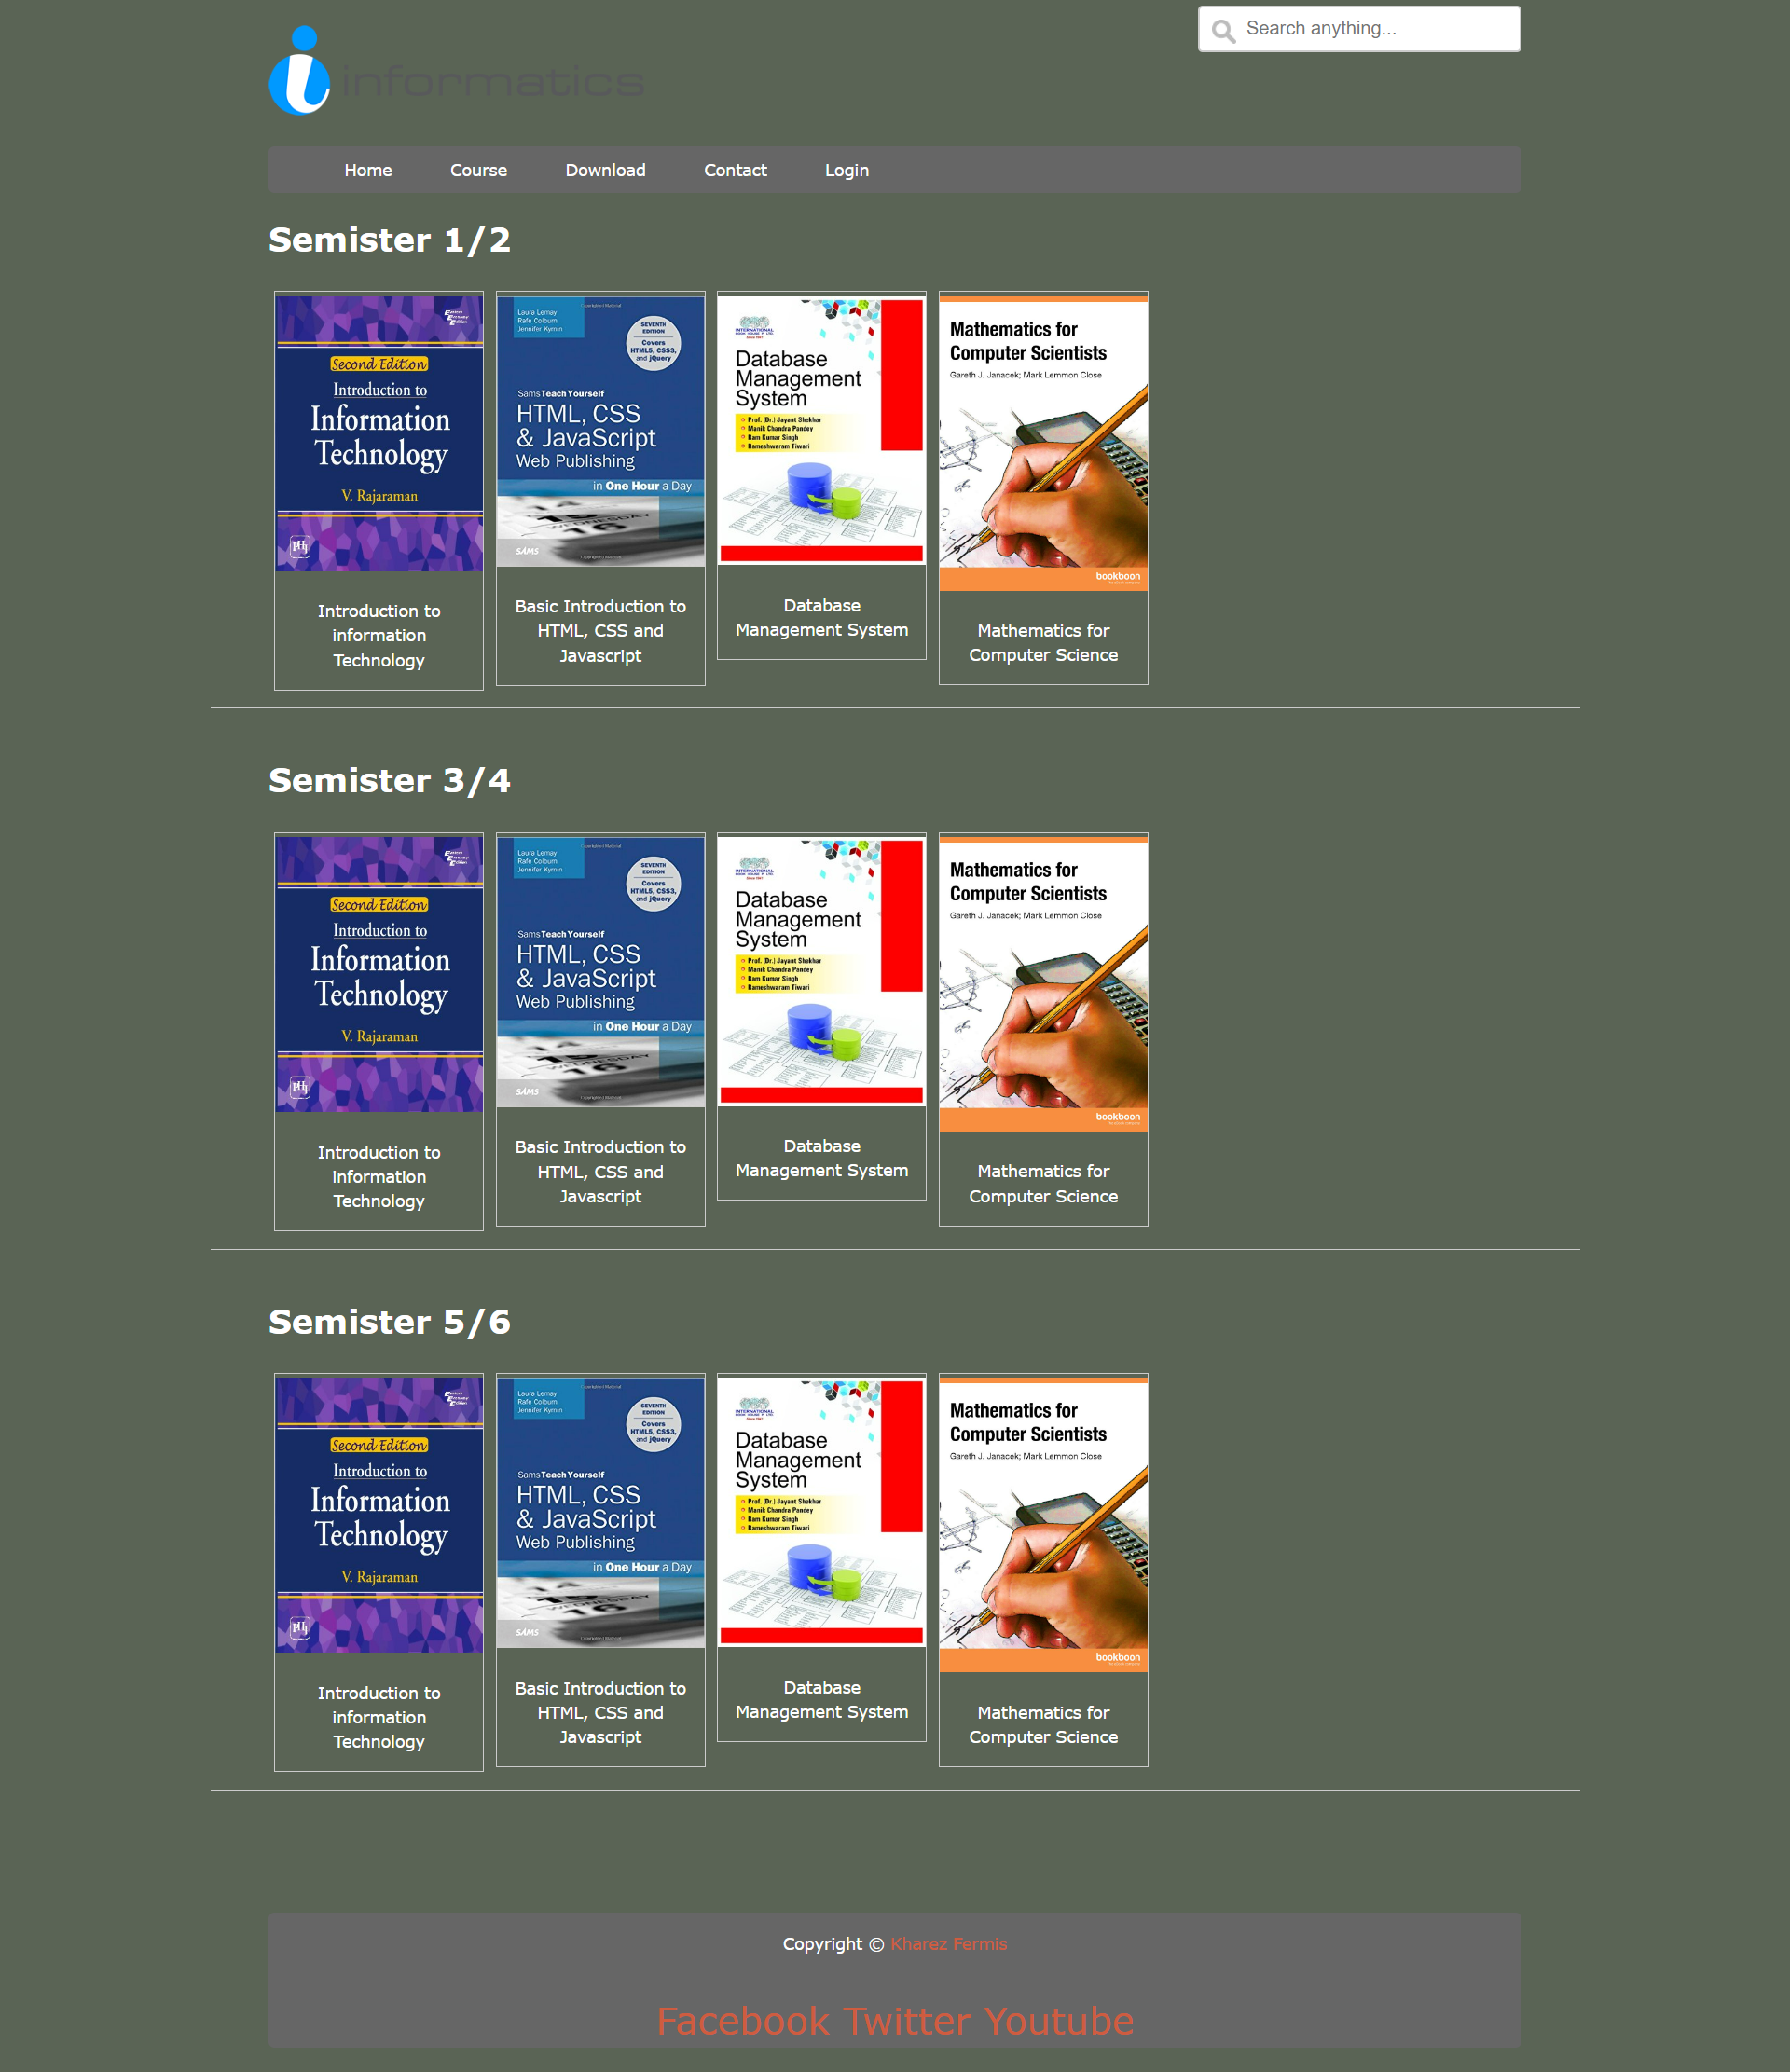 informatics
Search anything...
Home Course Download Contact Login
Semister 1/2
Second Edition
Introduction to
Information
Technology
V. Rajaraman
PHI
Introduction to
information
Technology
Laura Lemay
Rafe Colburn
Jennifer Kyrnin
SEVENTH
EDITION
Covers
HTML5, CSS3,
and jQuery
Sams Teach Yourself
HTML, CSS
& JavaScript
Web Publishing
in One Hour a Day
WEDNESDAY
16
SAMS
Basic Introduction to
HTML, CSS and
Javascript
INTERNATIONAL
Database
Management
System
Prof. (Dr.) Jayant Shekhar
Manik Chandra Pandey
Ram Kumar Singh
Rameshwaram Tiwari
Database
Management System
Mathematics for
Computer Scientists
Gareth J. Janacek; Mark Lemmon Close
bookboon
Mathematics for
Computer Science
Semister 3/4
Second Edition
Introduction to
Information
Technology
V. Rajaraman
PHI
Introduction to
information
Technology
Laura Lemay
Rafe Colburn
Jennifer Kyrnin
SEVENTH
EDITION
Covers
HTML5, CSS3,
and jQuery
Sams Teach Yourself
HTML, CSS
& JavaScript
Web Publishing
in One Hour a Day
WEDNESDAY
16
SAMS
Basic Introduction to
HTML, CSS and
Javascript
INTERNATIONAL
Database
Management
System
Prof. (Dr.) Jayant Shekhar
Manik Chandra Pandey
Ram Kumar Singh
Rameshwaram Tiwari
Database
Management System
Mathematics for
Computer Scientists
Gareth J. Janacek; Mark Lemmon Close
bookboon
Mathematics for
Computer Science
Semister 5/6
Second Edition
Introduction to
Information
Technology
V. Rajaraman
PHI
Introduction to
information
Technology
Laura Lemay
Rafe Colburn
Jennifer Kyrnin
SEVENTH
EDITION
Covers
HTML5, CSS3,
and jQuery
Sams Teach Yourself
HTML, CSS
& JavaScript
Web Publishing
in One Hour a Day
WEDNESDAY
16
SAMS
Basic Introduction to
HTML, CSS and
Javascript
INTERNATIONAL
Database
Management
System
Prof. (Dr.) Jayant Shekhar
Manik Chandra Pandey
Ram Kumar Singh
Rameshwaram Tiwari
Database
Management System
Mathematics for
Computer Scientists
Gareth J. Janacek; Mark Lemmon Close
bookboon
Mathematics for
Computer Science
Copyright © Kharez Fermis
Facebook Twitter Youtube